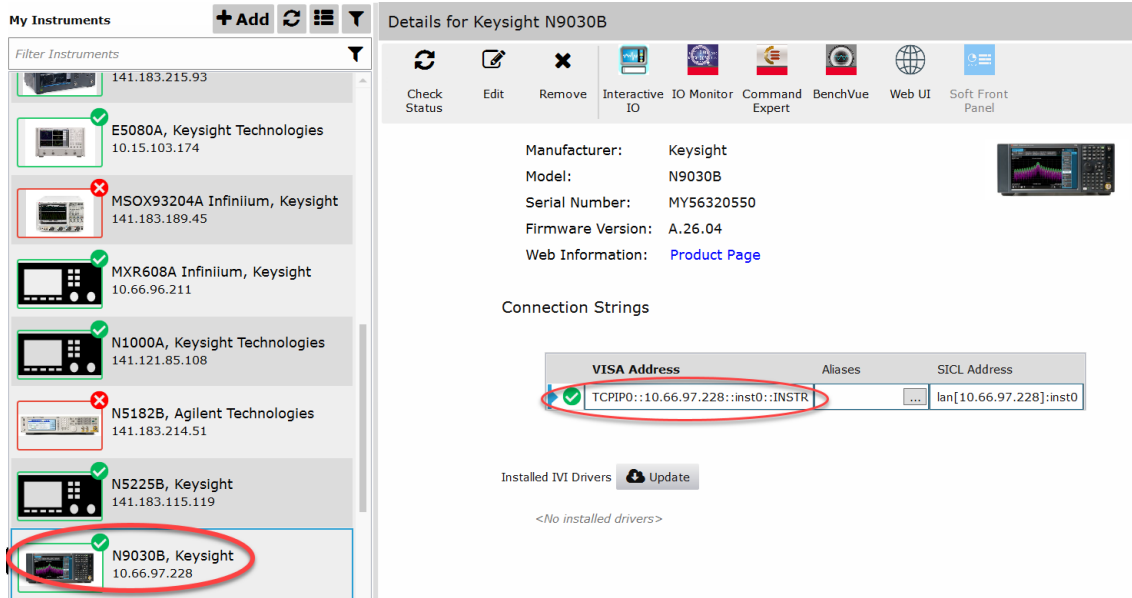 My Instruments
Add
Filter Instruments
141.183.215.93
E5080A, Keysight Technologies
10.15.103.174
MSOX93204A Infiniium, Keysight
141.183.189.45
MXR608A Infiniium, Keysight
10.66.96.211
N1000A, Keysight Technologies
141.121.85.108
N5182B, Agilent Technologies
141.183.214.51
N5225B, Keysight
141.183.115.119
N9030B, Keysight
10.66.97.228
Details for Keysight N9030B
Check Status
Edit
Remove
Interactive IO
IO Monitor
Command Expert
BenchVue
Web UI
Soft Front Panel
Manufacturer: Keysight
Model: N9030B
Serial Number: MY56320550
Firmware Version: A.26.04
Web Information: Product Page
Connection Strings
VISA Address Aliases SICL Address
TCPIP0::10.66.97.228::inst0::INSTR ... lan[10.66.97.228]:inst0
Installed IVI Drivers Update
<No installed drivers>